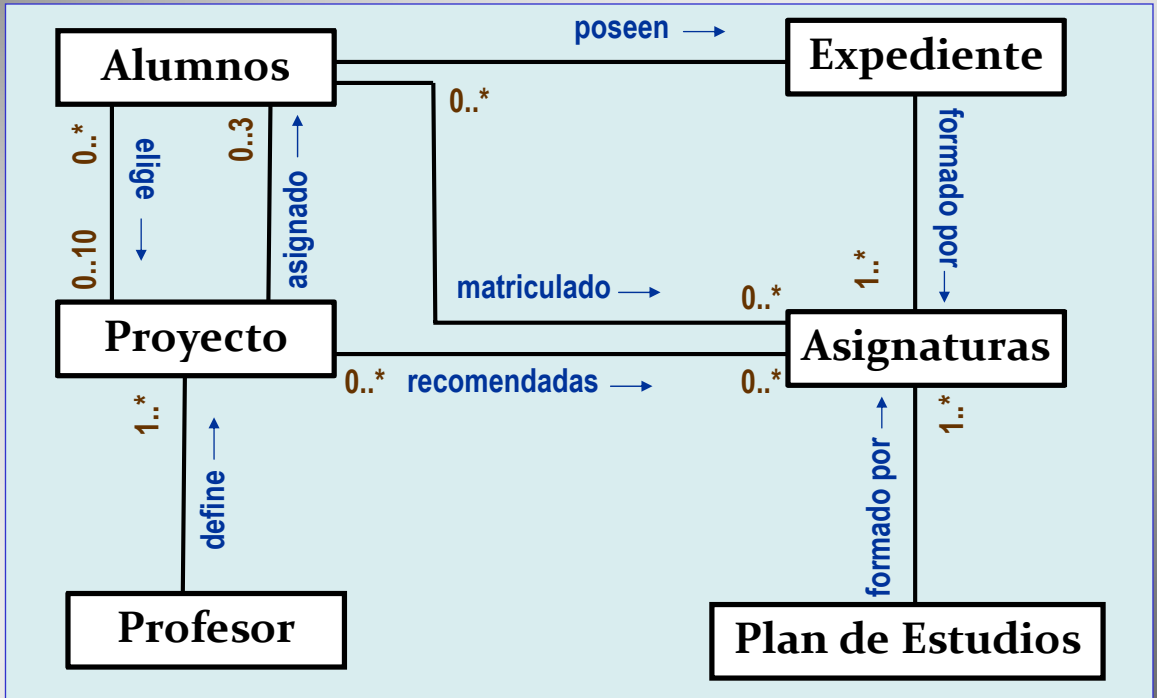 poseen →
Alumnos
Expediente
0..*
0..*
elige →
0..3
asignado →
formado por →
0..10
matriculado →
0..*
1..*
Proyecto
Asignaturas
0..*
recomendadas →
0..*
1..*
define →
formado por →
1..*
Profesor
Plan de Estudios